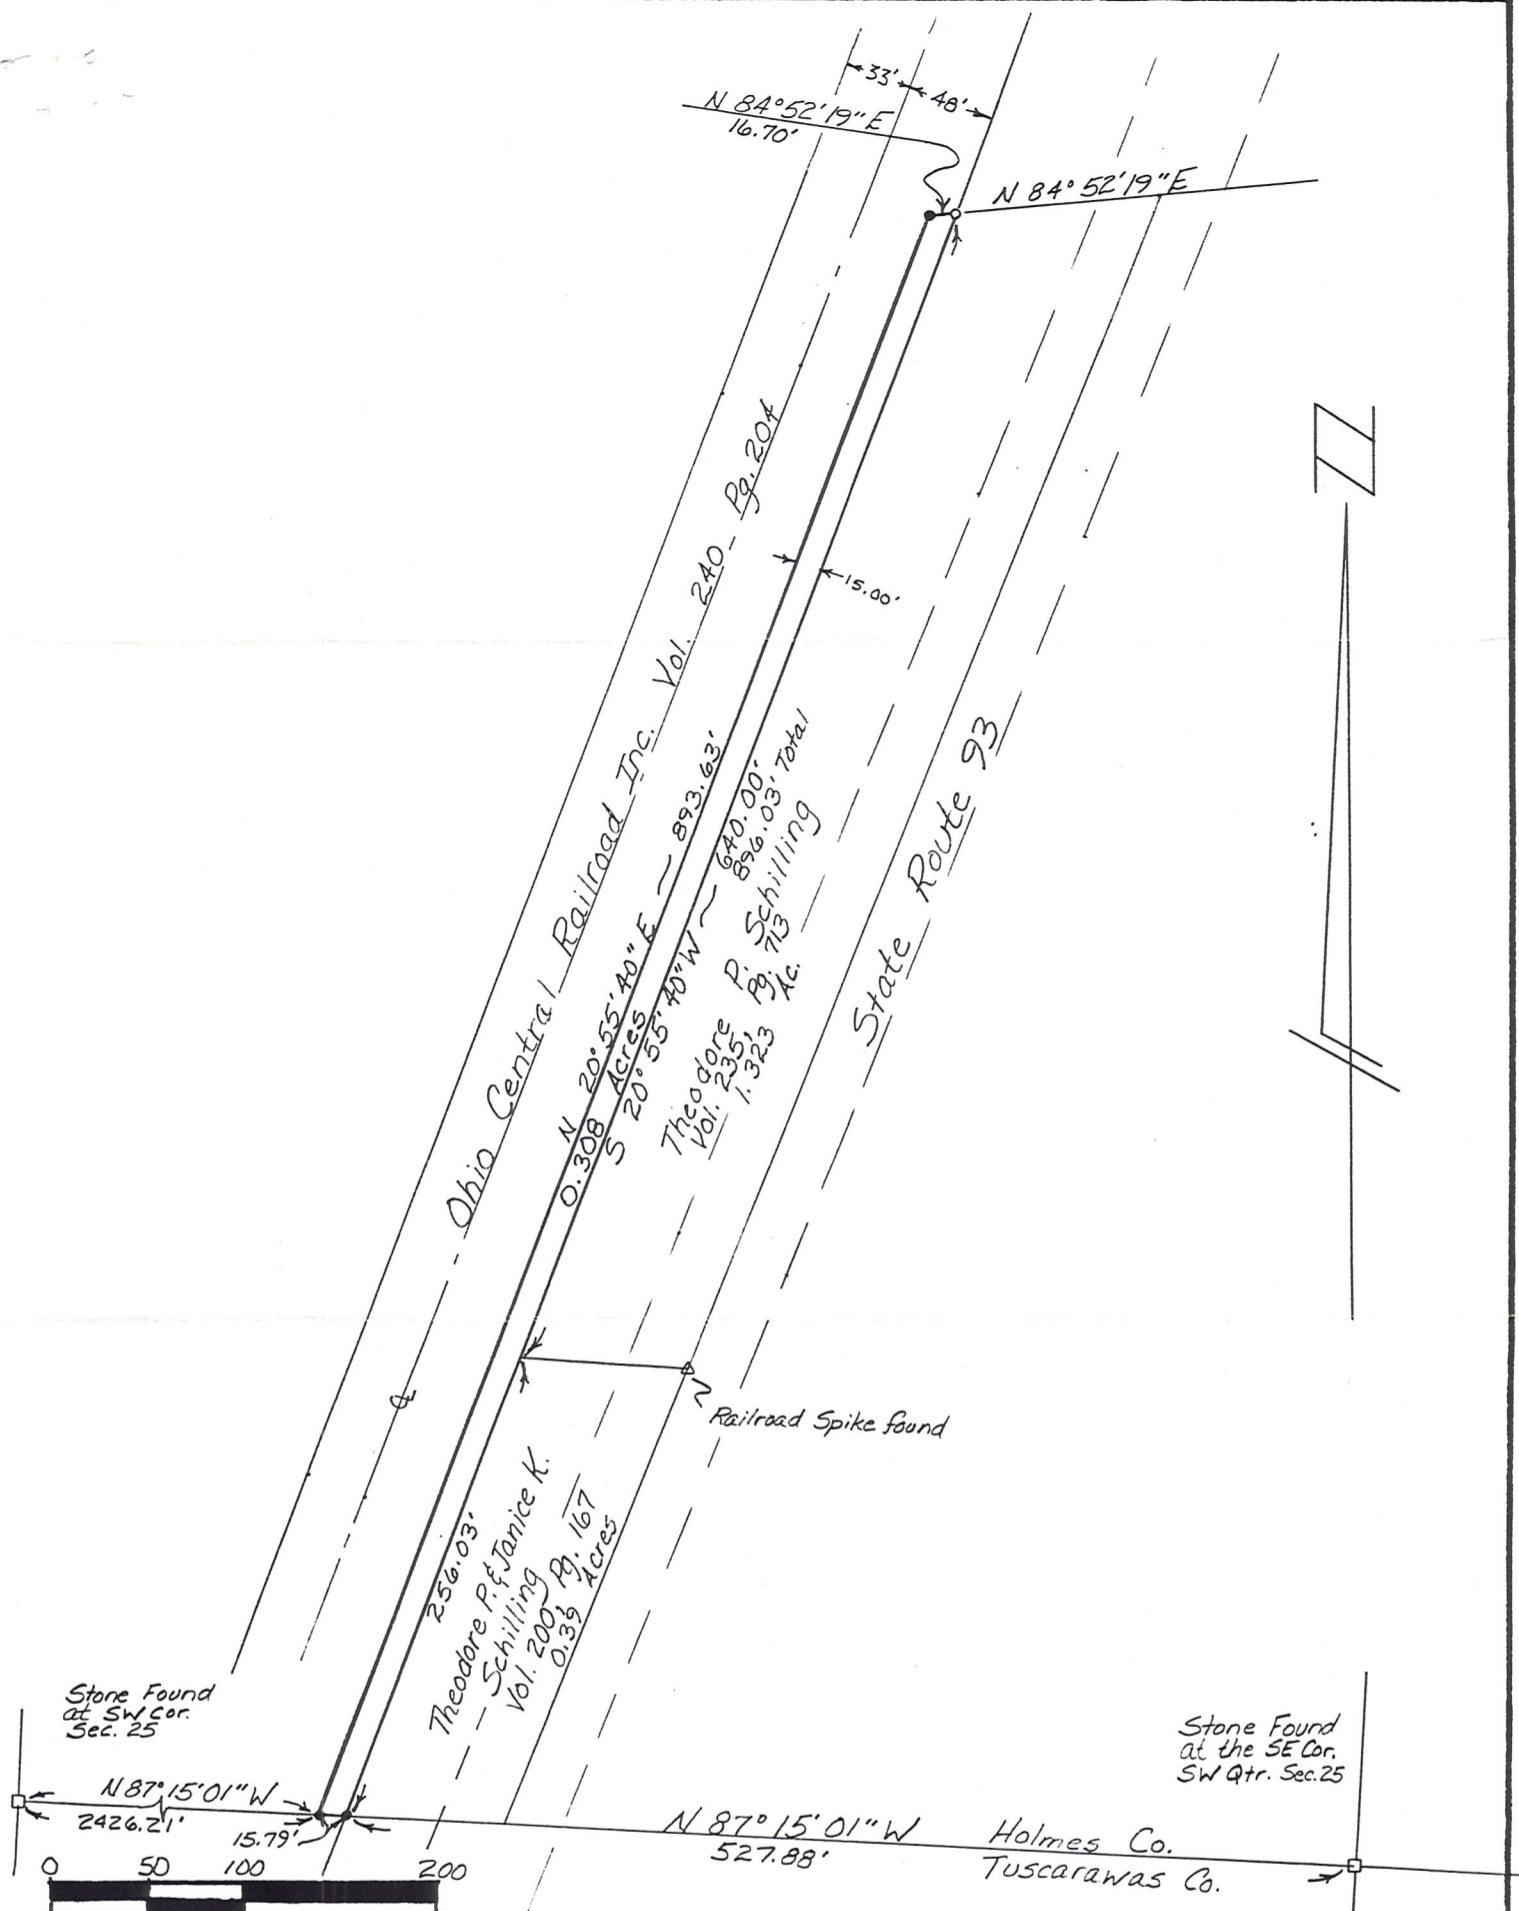 33'
48'
N 84°52'19" E
16.70'
N 84°52'19" E
N
Ohio Central Railroad Inc. Vol. 240 Pg. 204
15.00'
N 20°55'40" E ~ 893.63'
0.308 Acres
S 20°55'40" W ~ 640.00'
896.03' Total
Theodore P. Schilling
Vol. 235, Pg. 713
1.323 Ac.
State Route 93
℄
Railroad Spike found
256.03'
Theodore P. & Janice K.
Schilling
Vol. 200, Pg. 167
0.39 Acres
Stone Found
at SW Cor.
Sec. 25
Stone Found
at the SE Cor.
SW Qtr. Sec. 25
N 87°15'01" W
2426.21'
15.79'
N 87°15'01" W
527.88'
Holmes Co.
Tuscarawas Co.
0 50 100 200